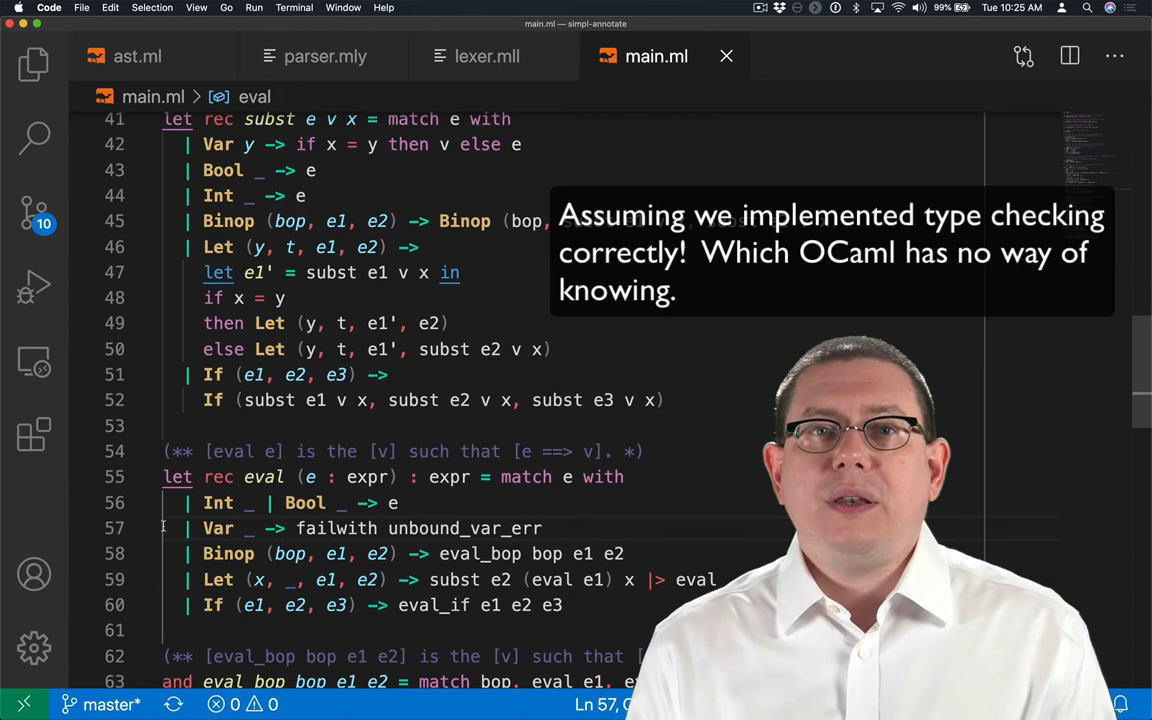 Code File Edit Selection View Go Run Terminal Window Help 99% Tue 10:25 AM
main.ml — simpl-annotate
ast.ml parser.mly lexer.mll main.ml
main.ml > eval
41 let rec subst e v x = match e with
42 | Var y -> if x = y then v else e
43 | Bool _ -> e
44 | Int _ -> e
45 | Binop (bop, e1, e2) -> Binop (bop,
46 | Let (y, t, e1, e2) ->
47 let e1' = subst e1 v x in
48 if x = y
49 then Let (y, t, e1', e2)
50 else Let (y, t, e1', subst e2 v x)
51 | If (e1, e2, e3) ->
52 If (subst e1 v x, subst e2 v x, subst e3 v x)
53
54 (** [eval e] is the [v] such that [e ==> v]. *)
55 let rec eval (e : expr) : expr = match e with
56 | Int _ | Bool _ -> e
57 | Var _ -> failwith unbound_var_err
58 | Binop (bop, e1, e2) -> eval_bop bop e1 e2
59 | Let (x, _, e1, e2) -> subst e2 (eval e1) x |> eval
60 | If (e1, e2, e3) -> eval_if e1 e2 e3
61
62 (** [eval_bop bop e1 e2] is the [v] such that [
63 and eval_bop bop e1 e2 = match bop, eval e1,
Assuming we implemented type checking
correctly! Which OCaml has no way of
knowing.
10
master* 0 0 Ln 57,